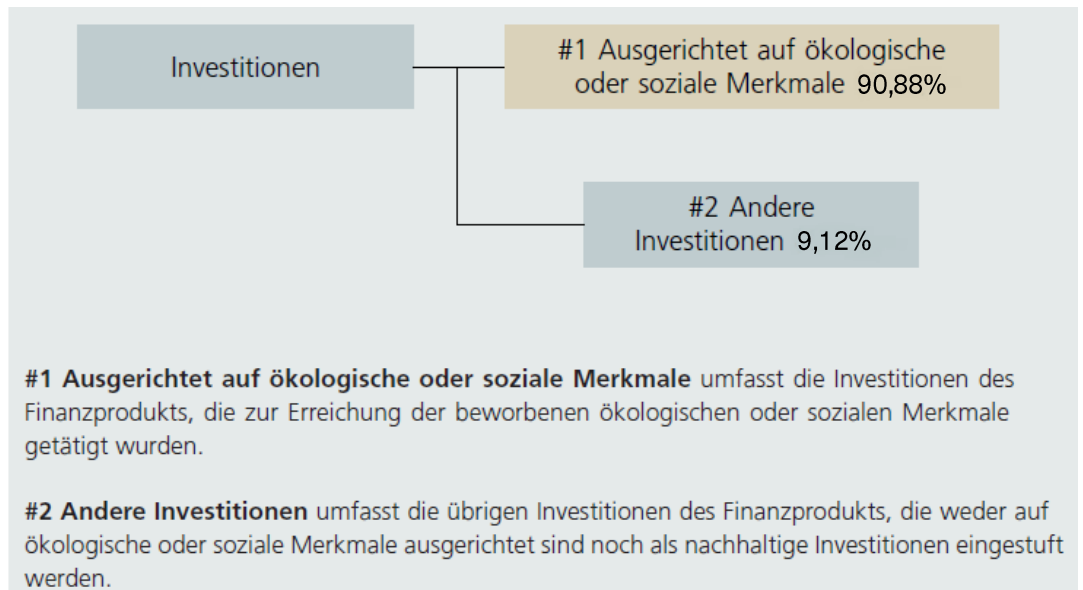 Investitionen
#1 Ausgerichtet auf ökologische
oder soziale Merkmale 90,88%
#2 Andere
Investitionen 9,12%
#1 Ausgerichtet auf ökologische oder soziale Merkmale umfasst die Investitionen des
Finanzprodukts, die zur Erreichung der beworbenen ökologischen oder sozialen Merkmale
getätigt wurden.
#2 Andere Investitionen umfasst die übrigen Investitionen des Finanzprodukts, die weder auf
ökologische oder soziale Merkmale ausgerichtet sind noch als nachhaltige Investitionen eingestuft
werden.